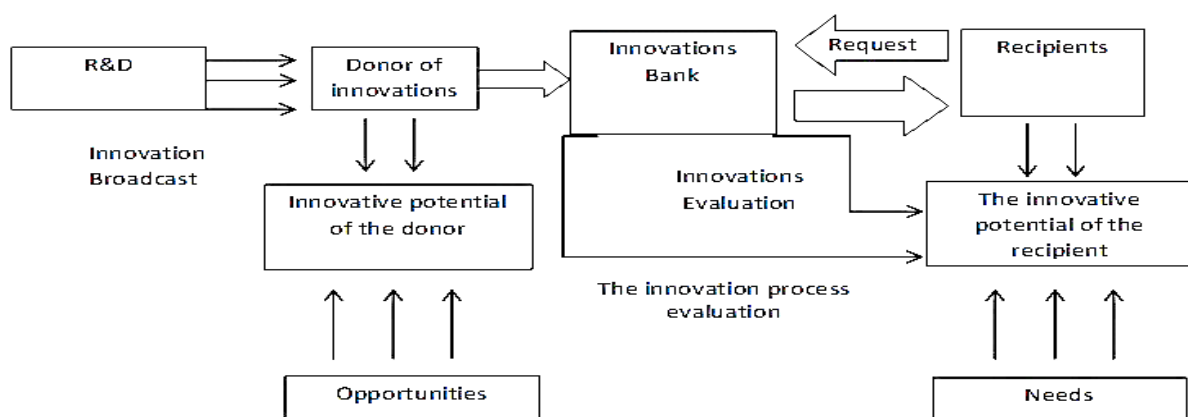 R&D
Donor of
innovations
Innovations
Bank
Request
Recipients
Innovation
Broadcast
Innovative potential
of the donor
Innovations
Evaluation
The innovative
potential of the
recipient
The innovation process
evaluation
Opportunities
Needs